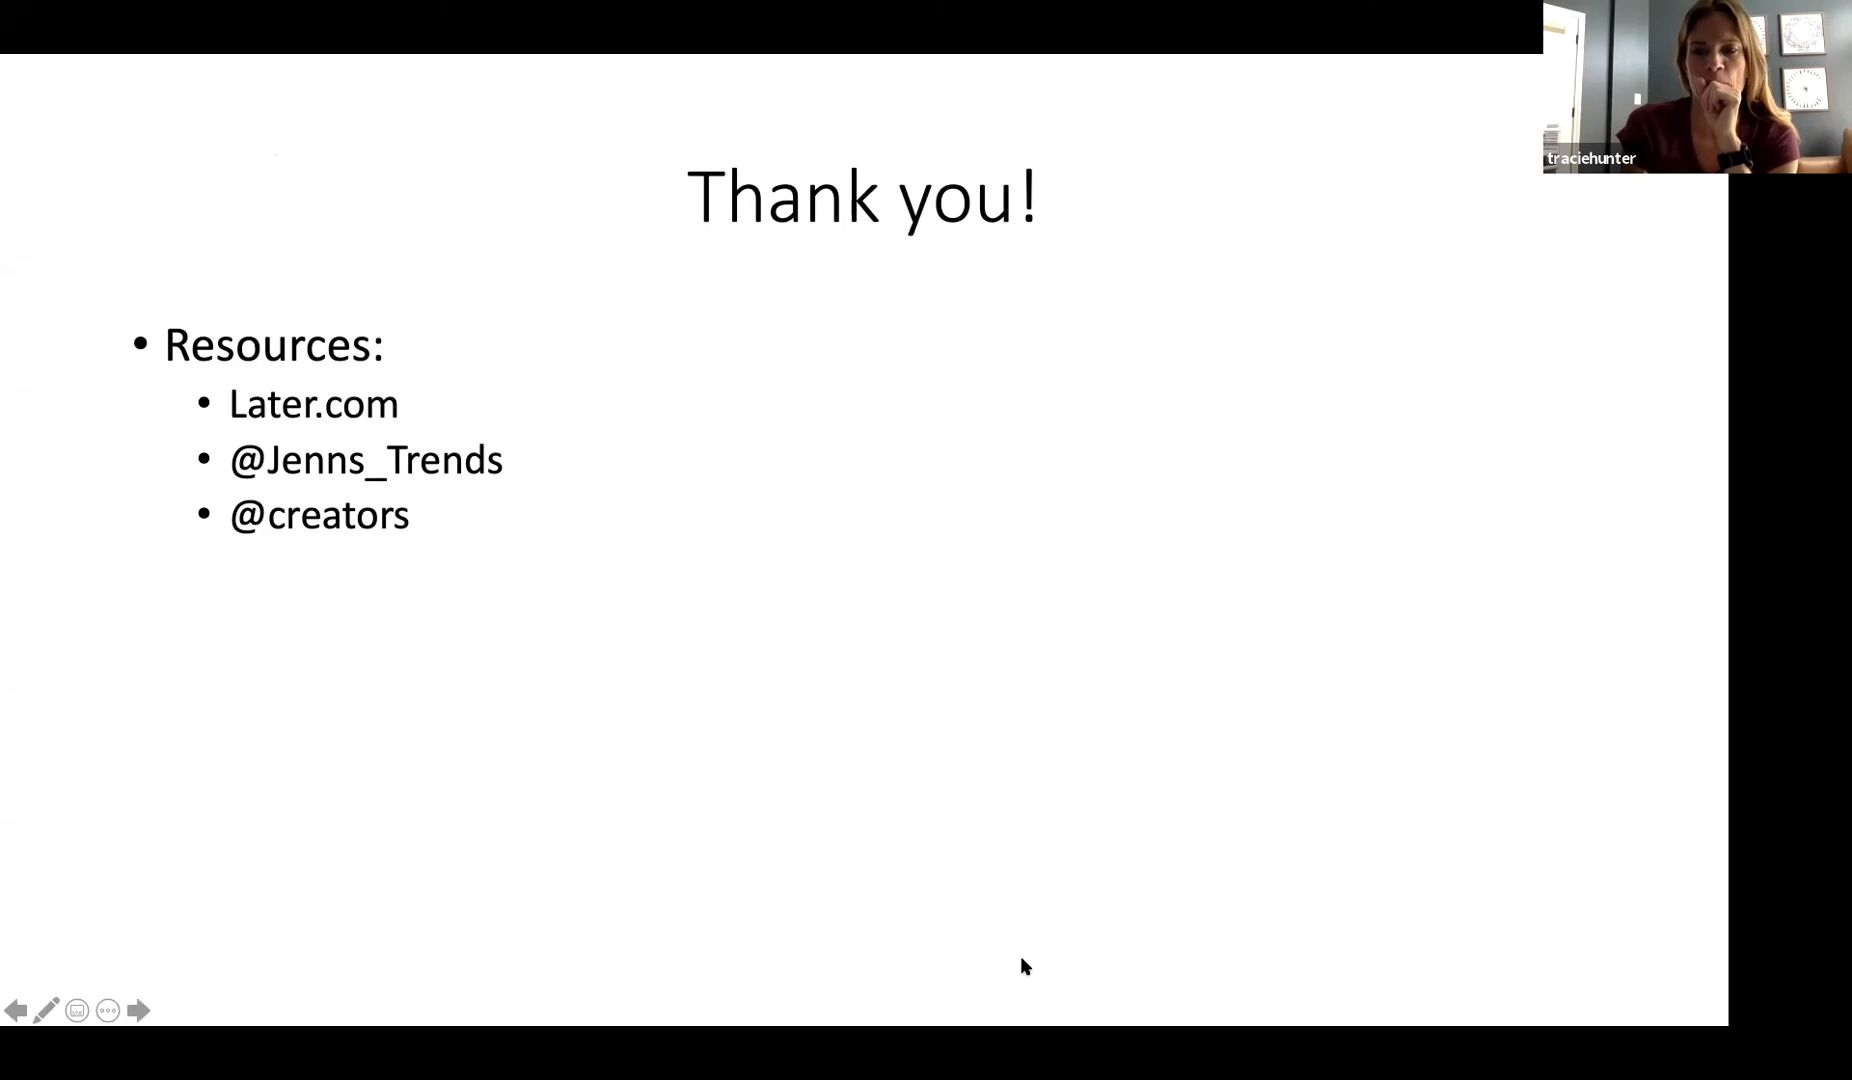 traciehunter
Thank you!
• Resources:
• Later.com
• @Jenns_Trends
• @creators